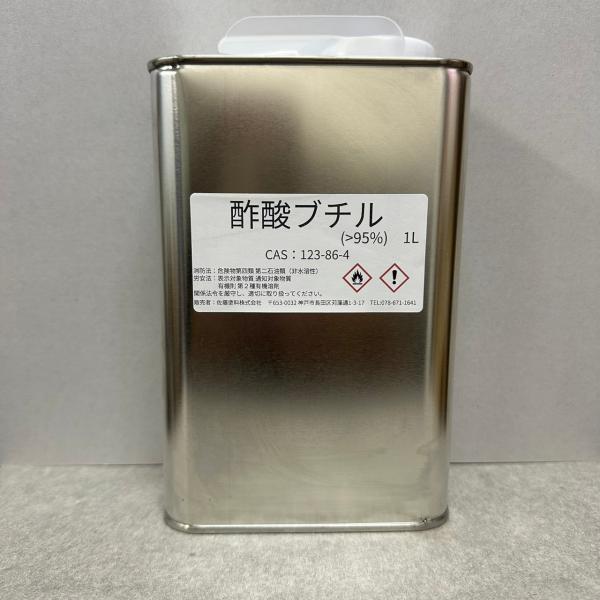 酢酸ブチル
(>95%) 1L
CAS：123-86-4
消防法：危険物第四類 第二石油類（非水溶性）
労安法：表示対象物質 通知対象物質
有機則 第２種有機溶剤
関係法令を厳守し、適切に取り扱ってください。
販売者：佐藤塗料株式会社　〒653-0032 神戸市長田区苅藻通1-3-17　TEL:078-671-1641